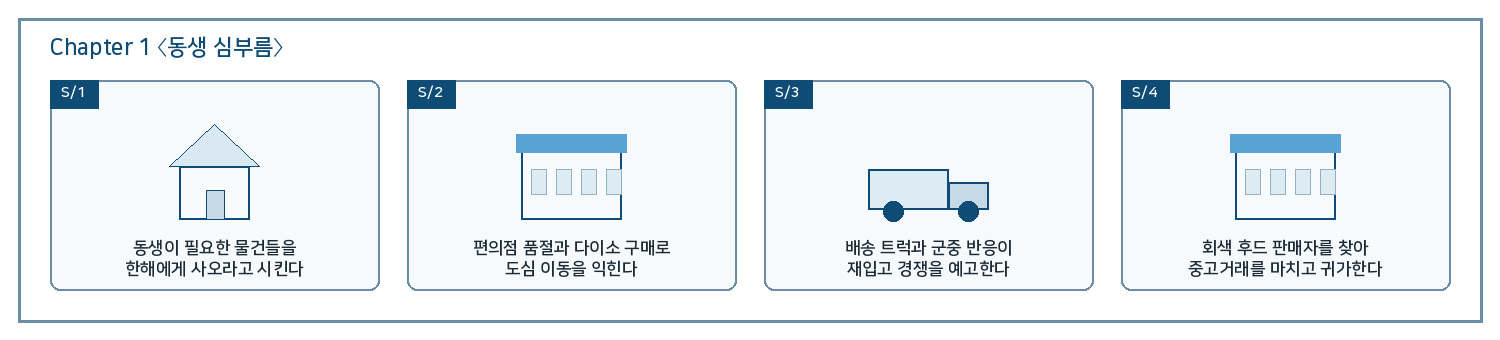 Chapter 1 〈동생 심부름〉
S/1
동생이 필요한 물건들을
한해에게 사오라고 시킨다
S/2
편의점 품절과 다이소 구매로
도심 이동을 익힌다
S/3
배송 트럭과 군중 반응이
재입고 경쟁을 예고한다
S/4
회색 후드 판매자를 찾아
중고거래를 마치고 귀가한다